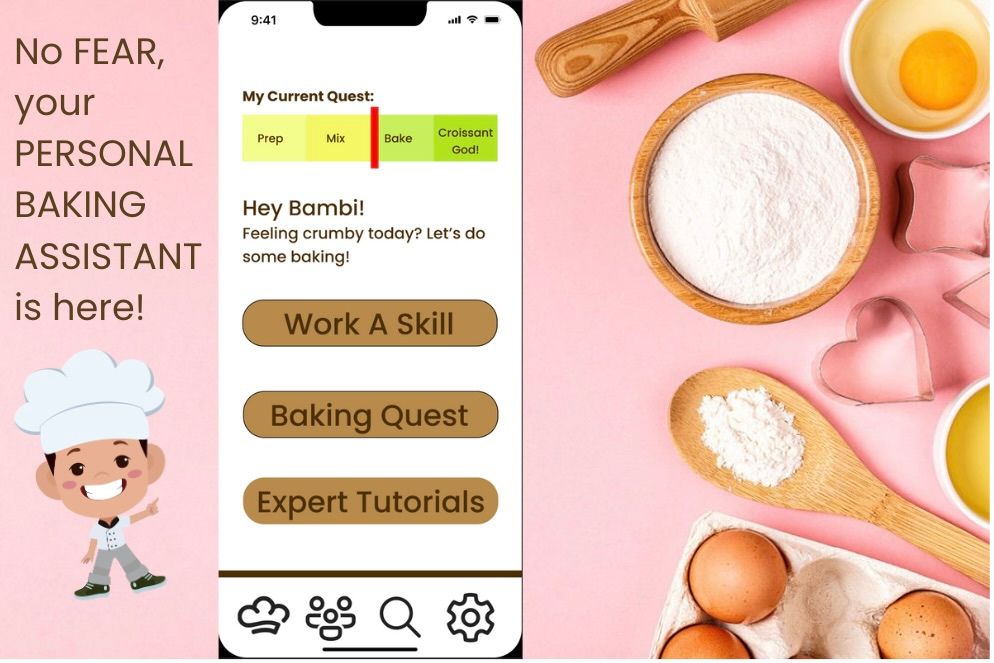 No FEAR,
your
PERSONAL
BAKING
ASSISTANT
is here!
9:41
My Current Quest:
Prep
Mix
Bake
Croissant
God!
Hey Bambi!
Feeling crumby today? Let's do
some baking!
Work A Skill
Baking Quest
Expert Tutorials